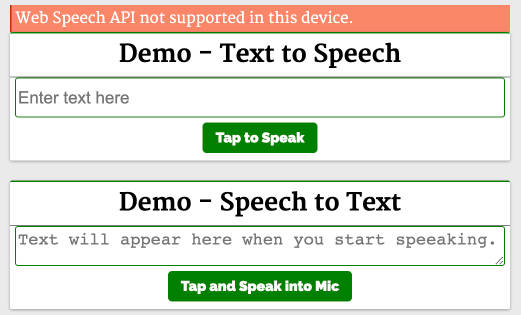 Web Speech API not supported in this device.
Demo - Text to Speech
Enter text here
Tap to Speak
Demo - Speech to Text
Text will appear here when you start speeaking.
Tap and Speak into Mic